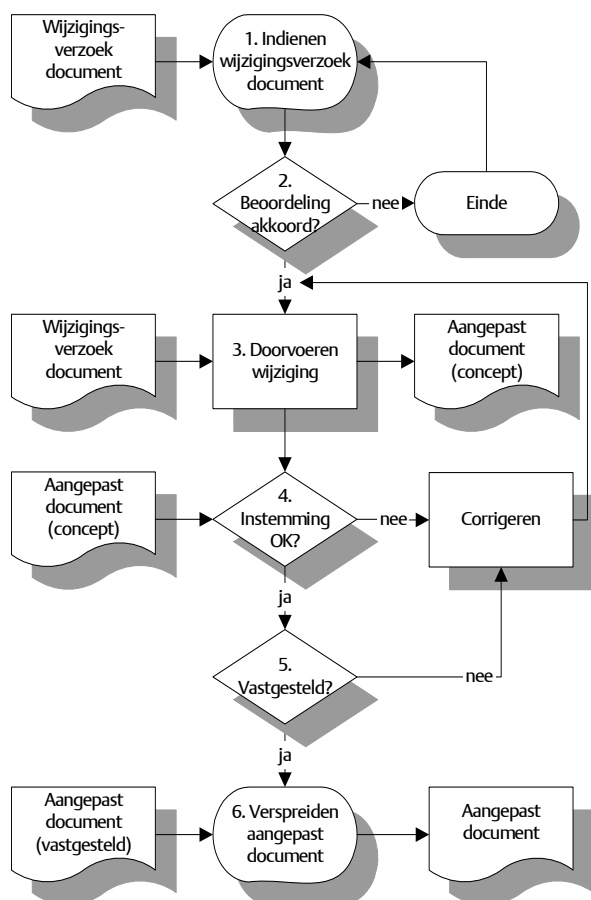 Wijzigings-
verzoek
document
1. Indienen
wijzigingsverzoek
document
2.
Beoordeling
akkoord?
nee
Einde
ja
Wijzigings-
verzoek
document
3. Doorvoeren
wijziging
Aangepast
document
(concept)
Aangepast
document
(concept)
4.
Instemming
OK?
nee
Corrigeren
ja
5.
Vastgesteld?
nee
ja
Aangepast
document
(vastgesteld)
6. Verspreiden
aangepast
document
Aangepast
document